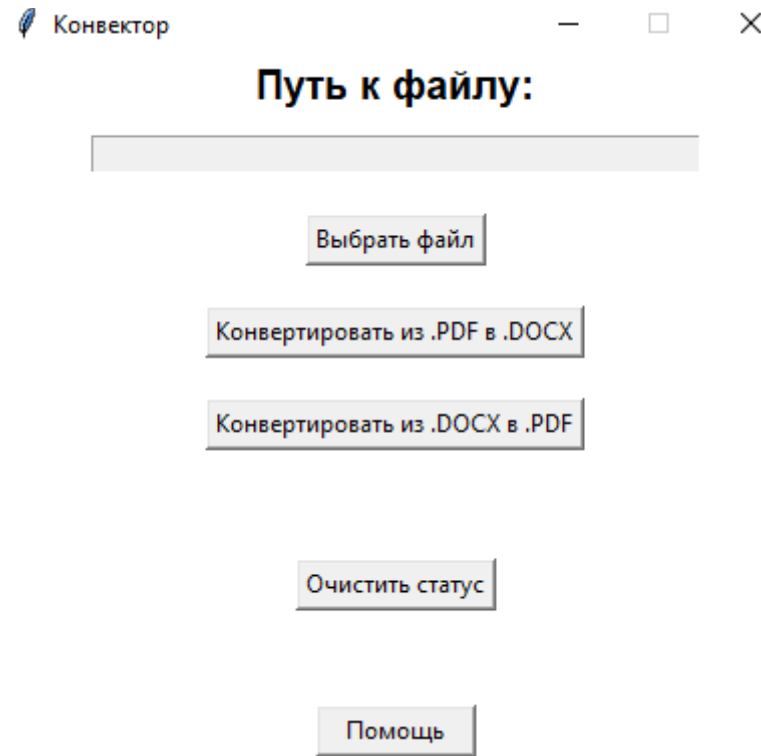 Конвектор
Путь к файлу:
Выбрать файл
Конвертировать из .PDF в .DOCX
Конвертировать из .DOCX в .PDF
Очистить статус
Помощь